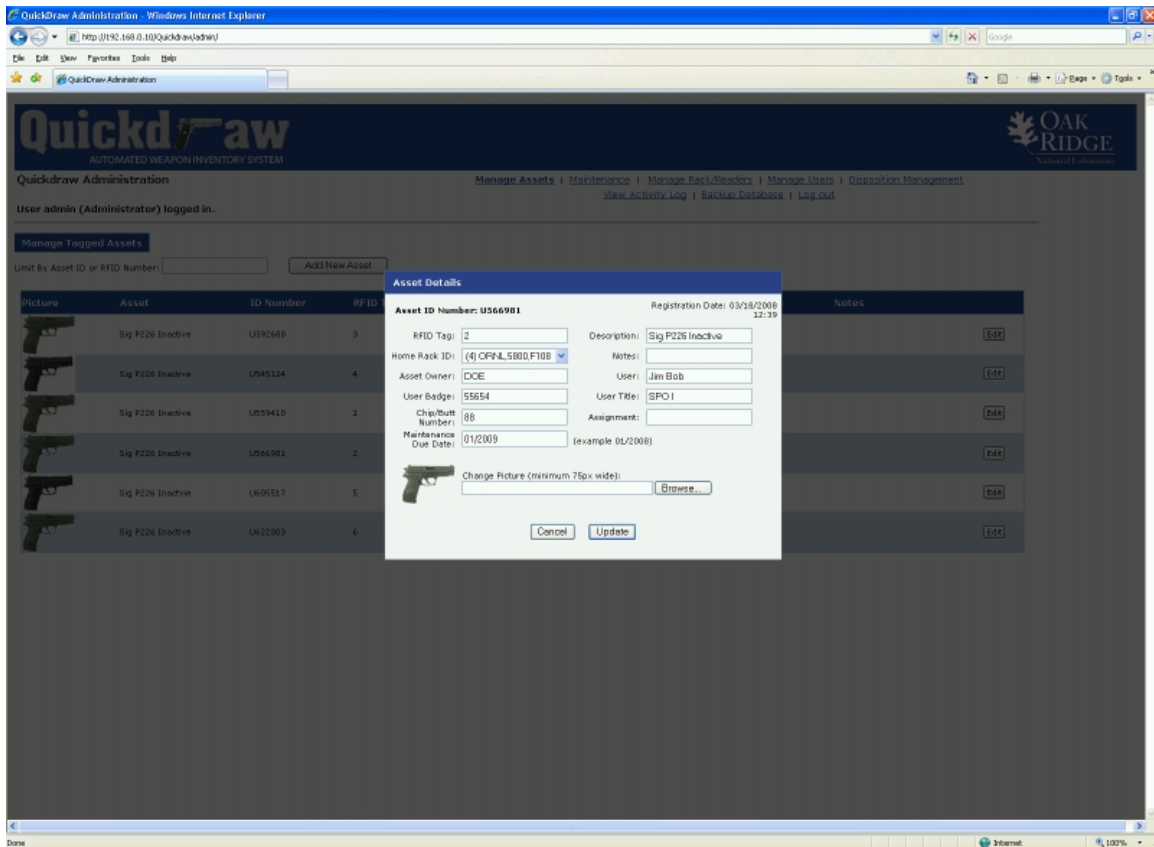 QuickDraw Administration - Windows Internet Explorer
http://192.168.0.10/Quickdraw/admin/
Google
File Edit View Favorites Tools Help
QuickDraw Administration
Page Tools
Quickdraw
AUTOMATED WEAPON INVENTORY SYSTEM
OAK
RIDGE
National Laboratory
Quickdraw Administration
Manage Assets | Maintenance | Manage Rack/Readers | Manage Users | Disposition Management
View Activity Log | Backup Database | Log out
User admin (Administrator) logged in.
Manage Tagged Assets
Limit By Asset ID or RFID Number: Add New Asset
Picture Asset ID Number RFID T Notes
Sig P226 Inactive U392688 3 Edit
Sig P226 Inactive U545124 4 Edit
Sig P226 Inactive U559410 1 Edit
Sig P226 Inactive U566981 2 Edit
Sig P226 Inactvie U605517 5 Edit
Sig P226 Inactive U622003 6 Edit
Asset Details
Asset ID Number: U566981
Registration Date: 03/18/2008
12:39
RFID Tag: 2 Description: Sig P226 Inactive
Home Rack ID: (4) ORNL,5800,F108 Notes:
Asset Owner: DOE User: Jim Bob
User Badge: 55654 User Title: SPO I
Chip/Butt
Number: 88 Assignment:
Maintenance
Due Date: 01/2009 (example 01/2008)
Change Picture (minimum 75px wide):
Browse...
Cancel Update
Done Internet 100%